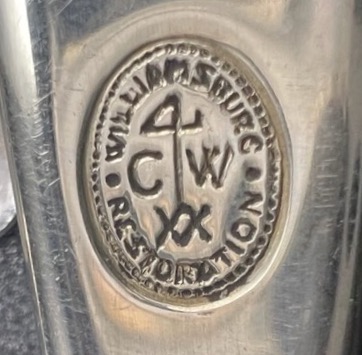 WILLIAMSBURG
C W
XX
RESTORATION